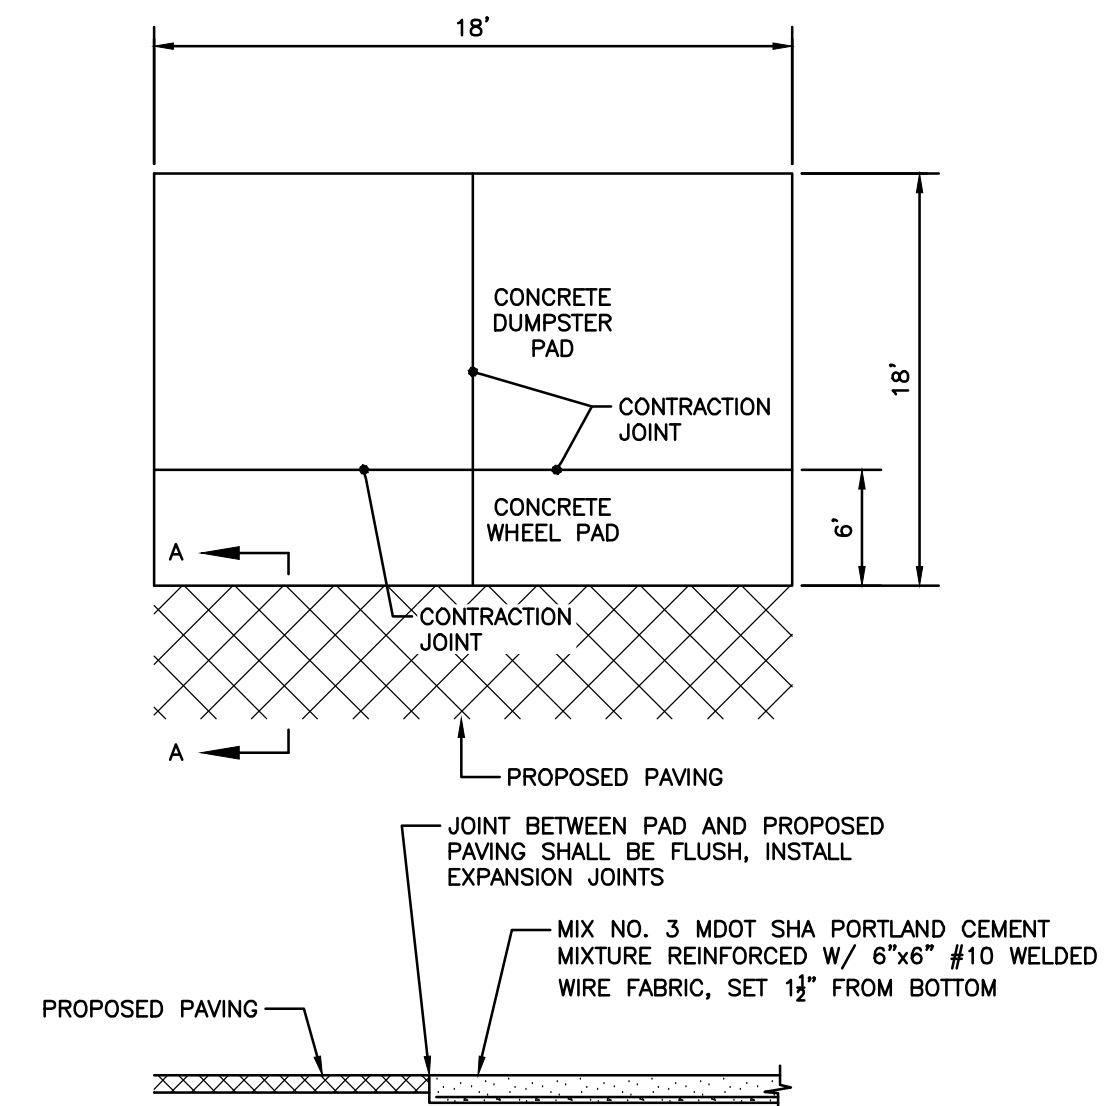 18'
CONCRETE
DUMPSTER
PAD
CONTRACTION
JOINT
18'
CONCRETE
WHEEL PAD
6'
A
CONTRACTION
JOINT
A
PROPOSED PAVING
JOINT BETWEEN PAD AND PROPOSED
PAVING SHALL BE FLUSH, INSTALL
EXPANSION JOINTS
MIX NO. 3 MDOT SHA PORTLAND CEMENT
MIXTURE REINFORCED W/ 6"x6" #10 WELDED
WIRE FABRIC, SET 1½" FROM BOTTOM
PROPOSED PAVING